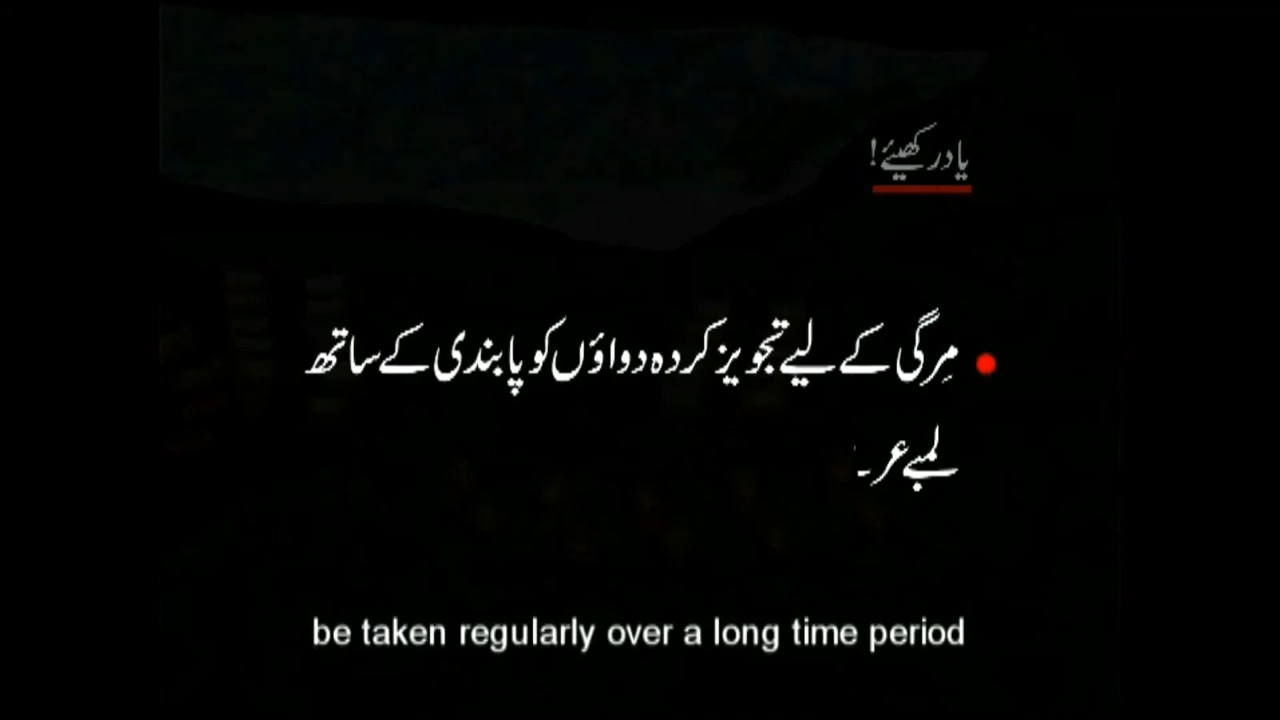 یاد رکھیئے!
مِرگی کے لیے تجویز کردہ دواؤں کو پابندی کے ساتھ
لمبے عر
be taken regularly over a long time period